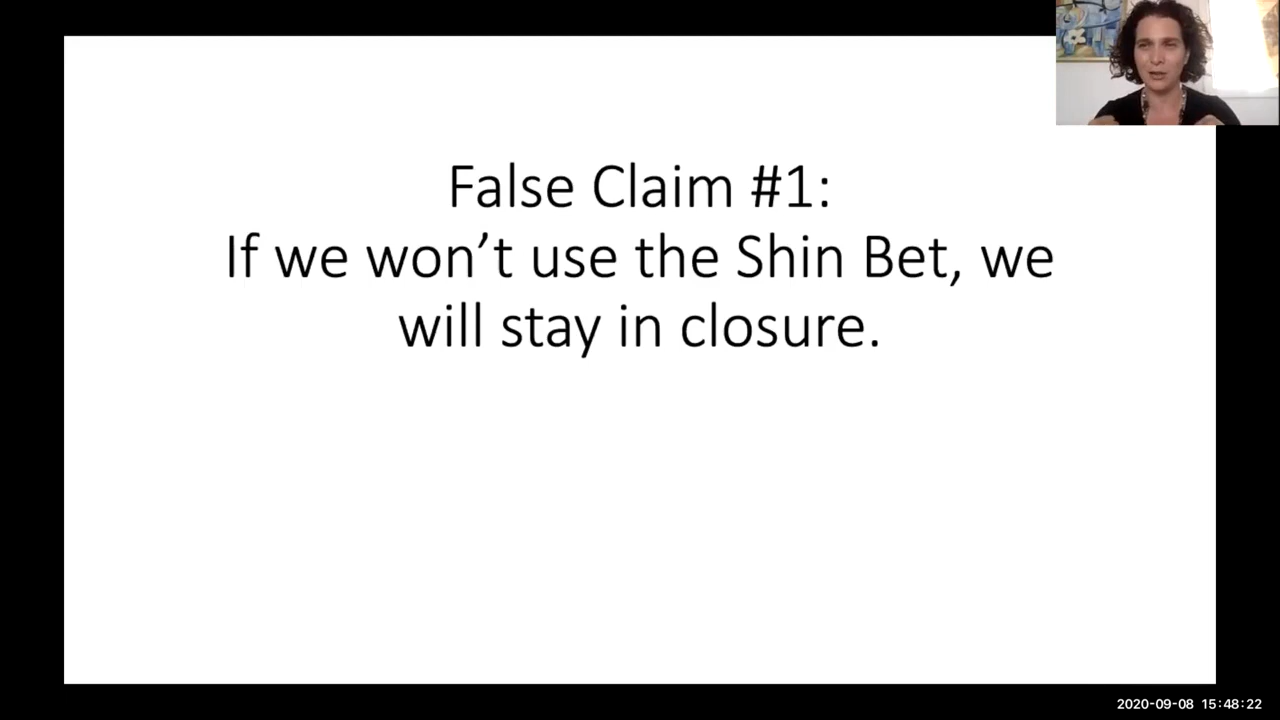 False Claim #1:
If we won’t use the Shin Bet, we
will stay in closure.
2020-09-08 15:48:22